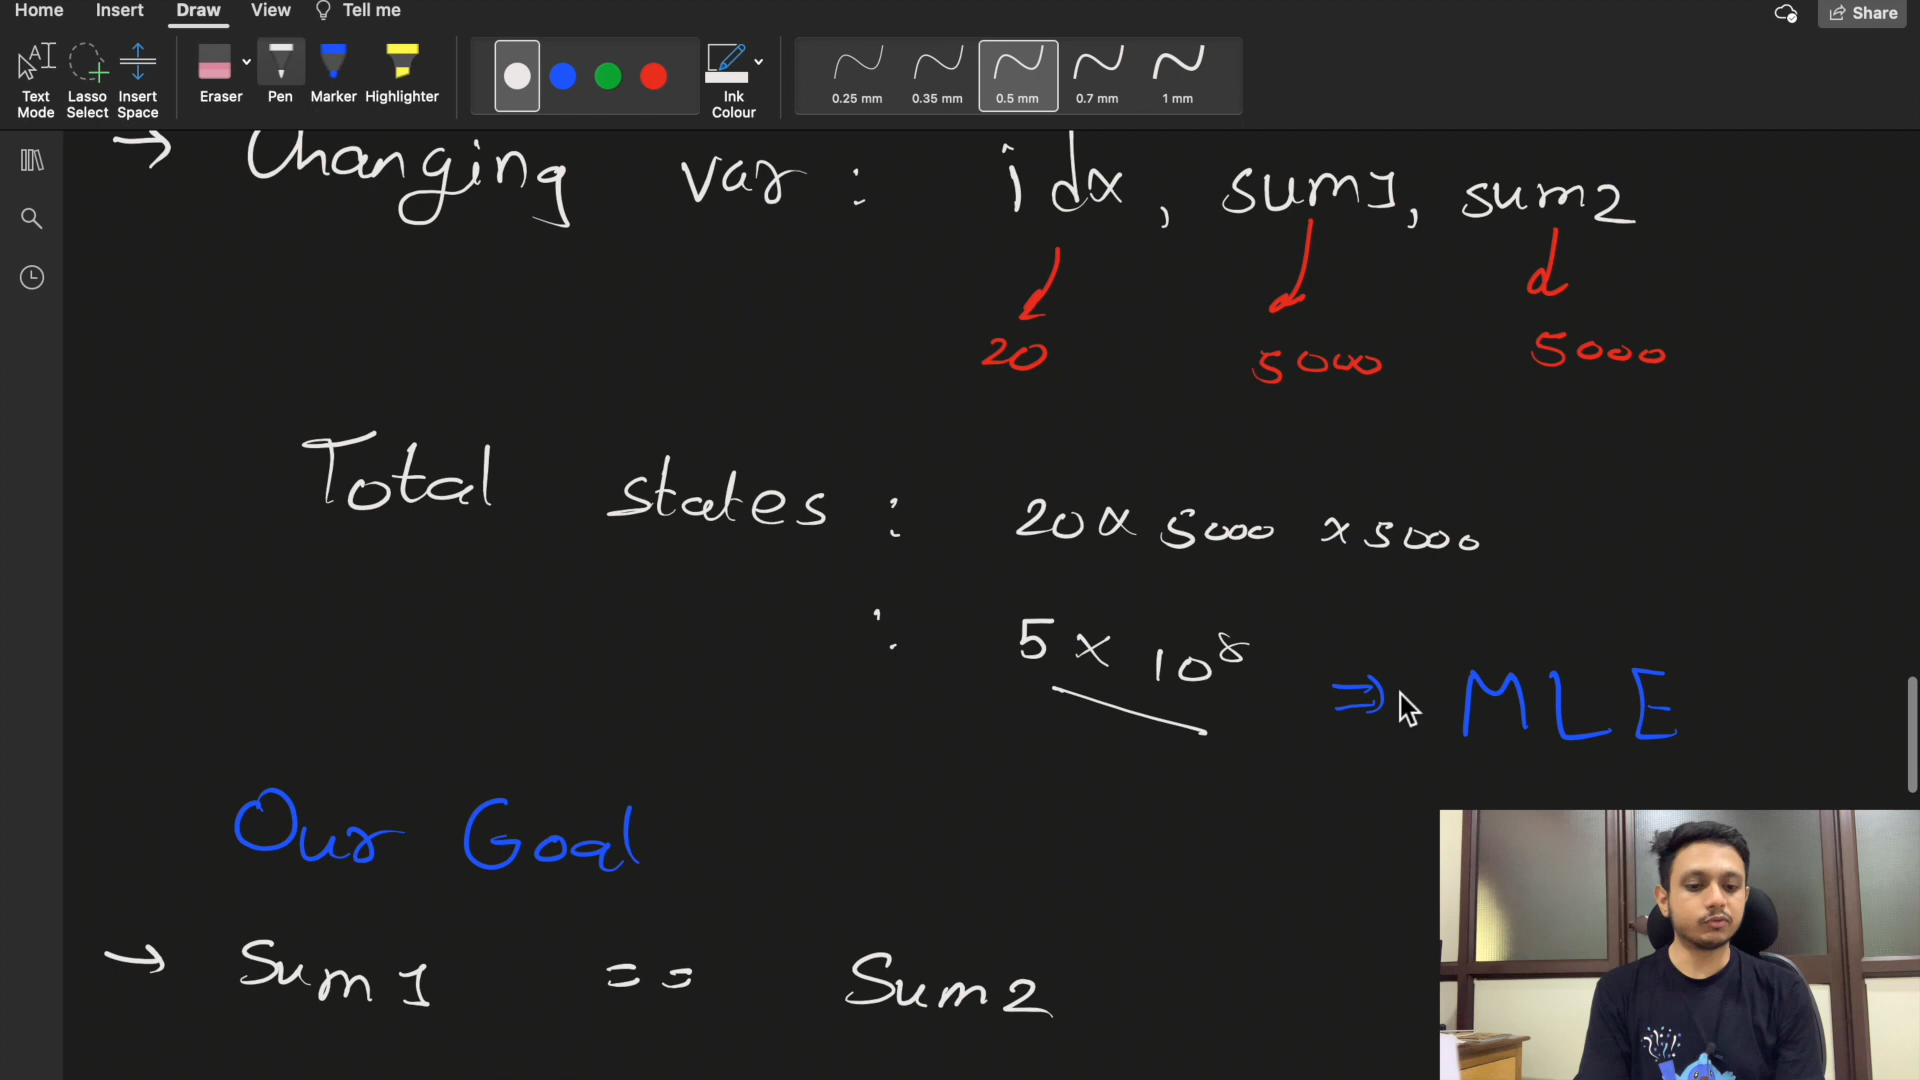 Home Insert Draw View Tell me Share
Text Mode Lasso Select Insert Space Eraser Pen Marker Highlighter Ink Colour 0.25 mm 0.35 mm 0.5 mm 0.7 mm 1 mm
→ Changing var : idx , sum1 , sum2
20 5000 5000
Total states : 20 x 5000 x 5000
: 5 x 10^8 ⇒ MLE
Our Goal
→ Sum1 == Sum2